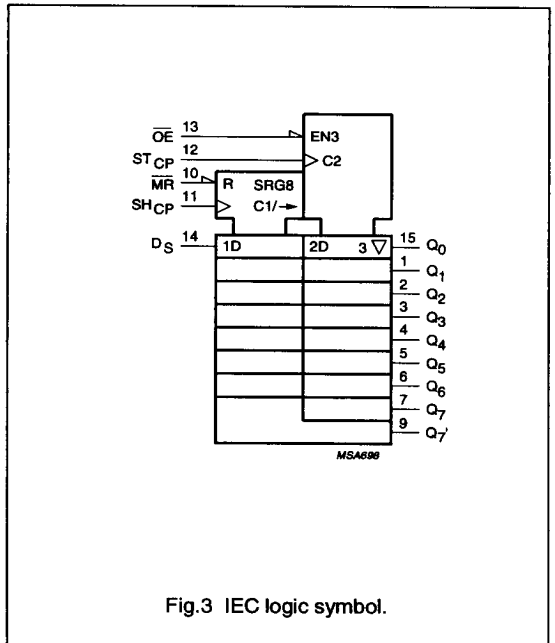 OE 13 EN3
ST CP 12 C2
MR 10 R SRG8
SH CP 11 C1/→
D S 14 1D 2D 3 ▽ 15 Q0
1 Q1
2 Q2
3 Q3
4 Q4
5 Q5
6 Q6
7 Q7
9 Q7'
MSA698
Fig.3 IEC logic symbol.